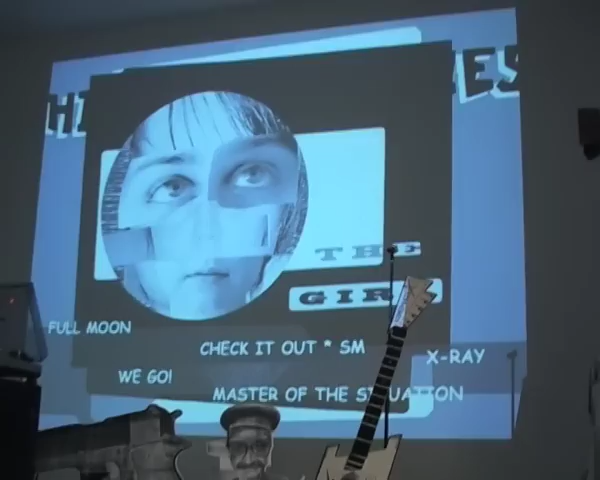 THE
GIRL
FULL MOON
CHECK IT OUT * SM
X-RAY
WE GO!
MASTER OF THE SITUATION